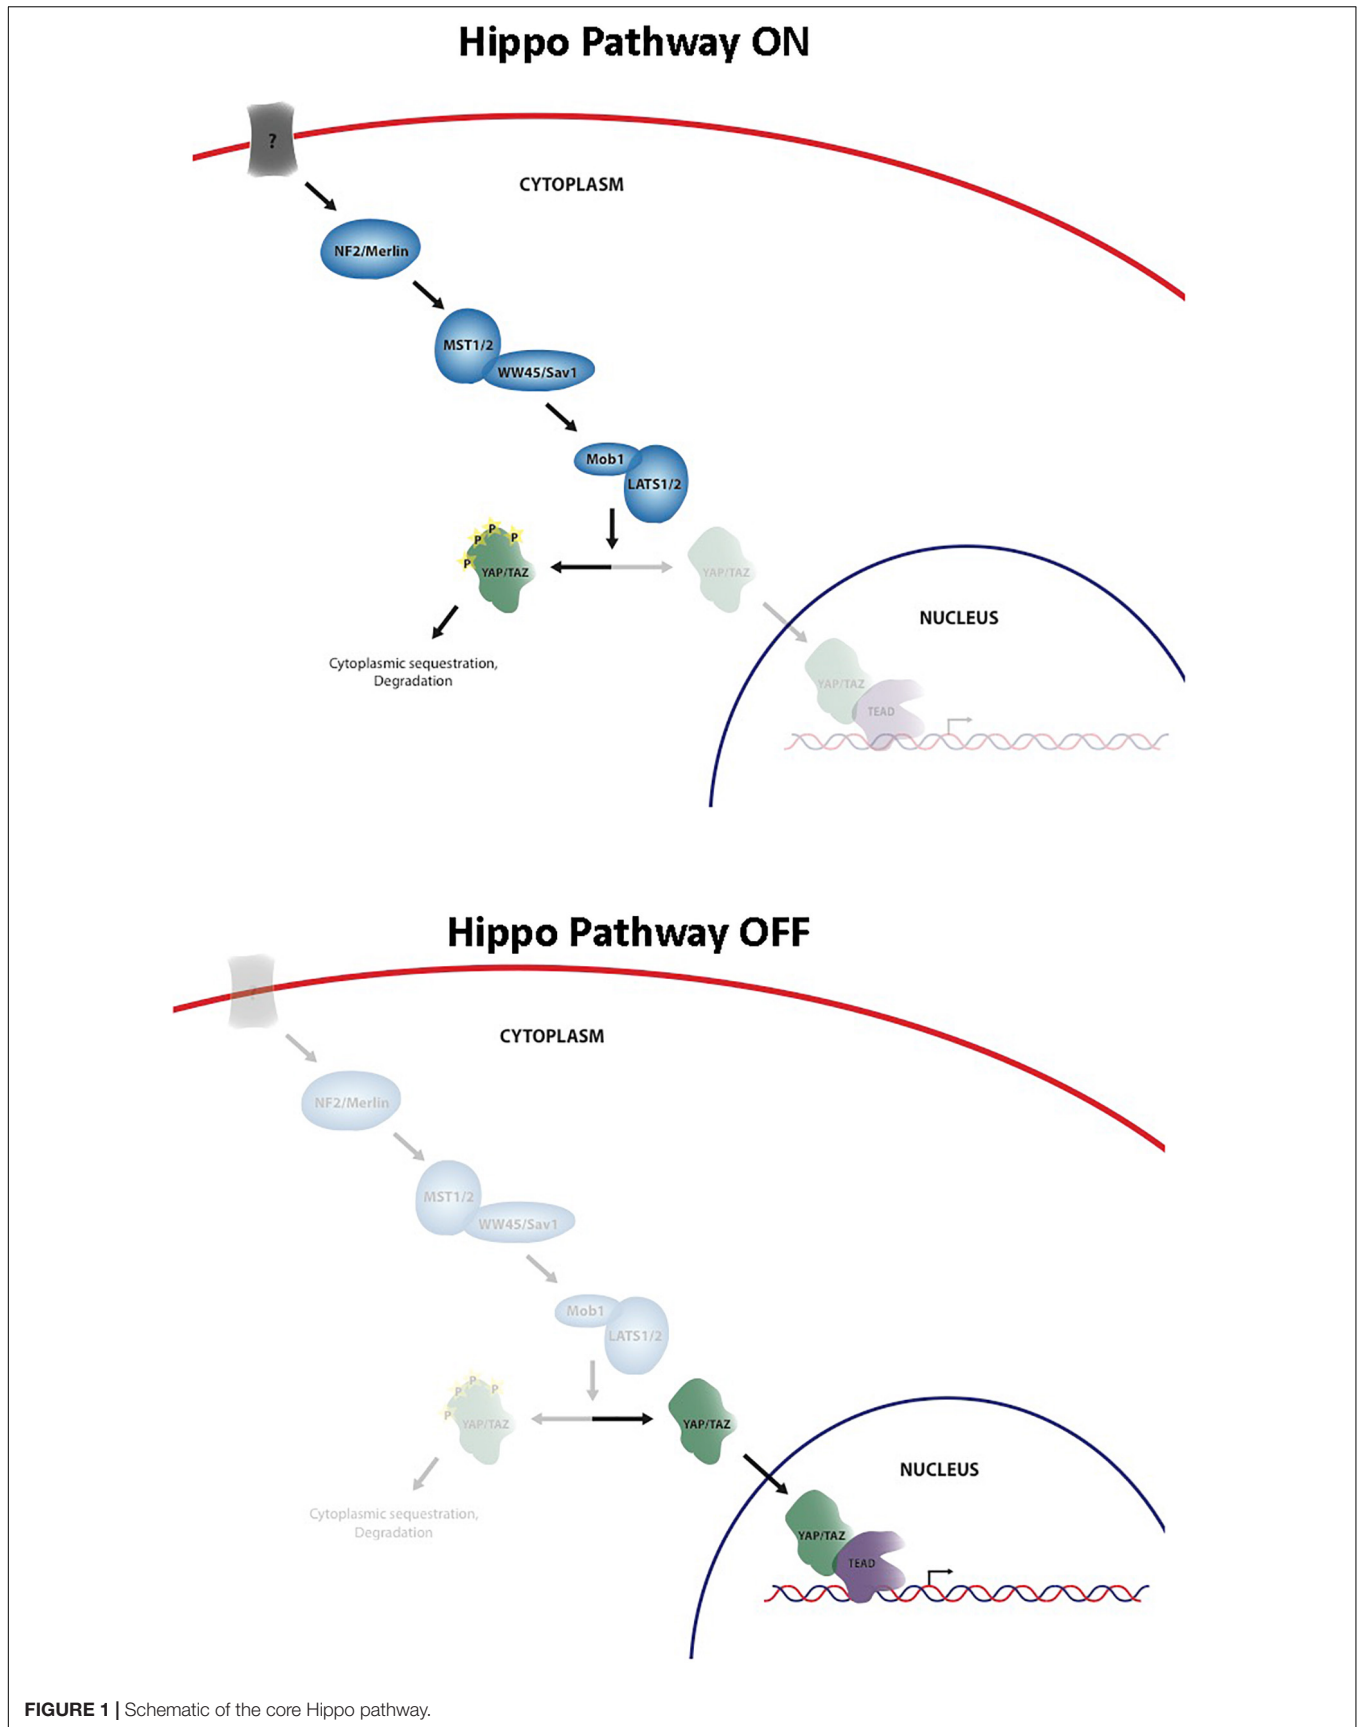 Hippo Pathway ON
?
CYTOPLASM
NF2/Merlin
MST1/2
WW45/Sav1
Mob1
LATS1/2
P
P
P
P
YAP/TAZ
YAP/TAZ
Cytoplasmic sequestration,
Degradation
NUCLEUS
YAP/TAZ
TEAD
Hippo Pathway OFF
CYTOPLASM
NF2/Merlin
MST1/2
WW45/Sav1
Mob1
LATS1/2
P
P
P
P
YAP/TAZ
YAP/TAZ
Cytoplasmic sequestration,
Degradation
NUCLEUS
YAP/TAZ
TEAD
FIGURE 1 | Schematic of the core Hippo pathway.